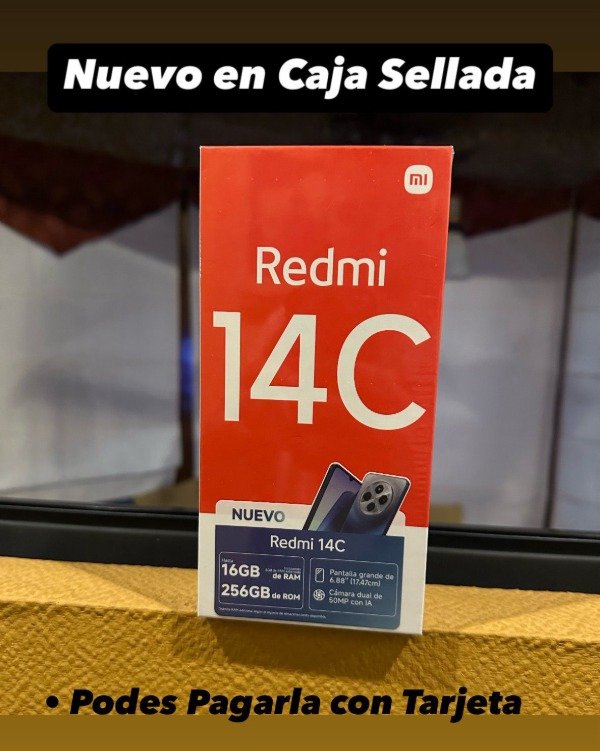 Nuevo en Caja Sellada
mi
Redmi
14C
NUEVO
Redmi 14C
Hasta
16GB de RAM
256GB de ROM
Pantalla grande de
6.88" (17.47cm)
Cámara dual de
50MP con IA
• Podes Pagarla con Tarjeta